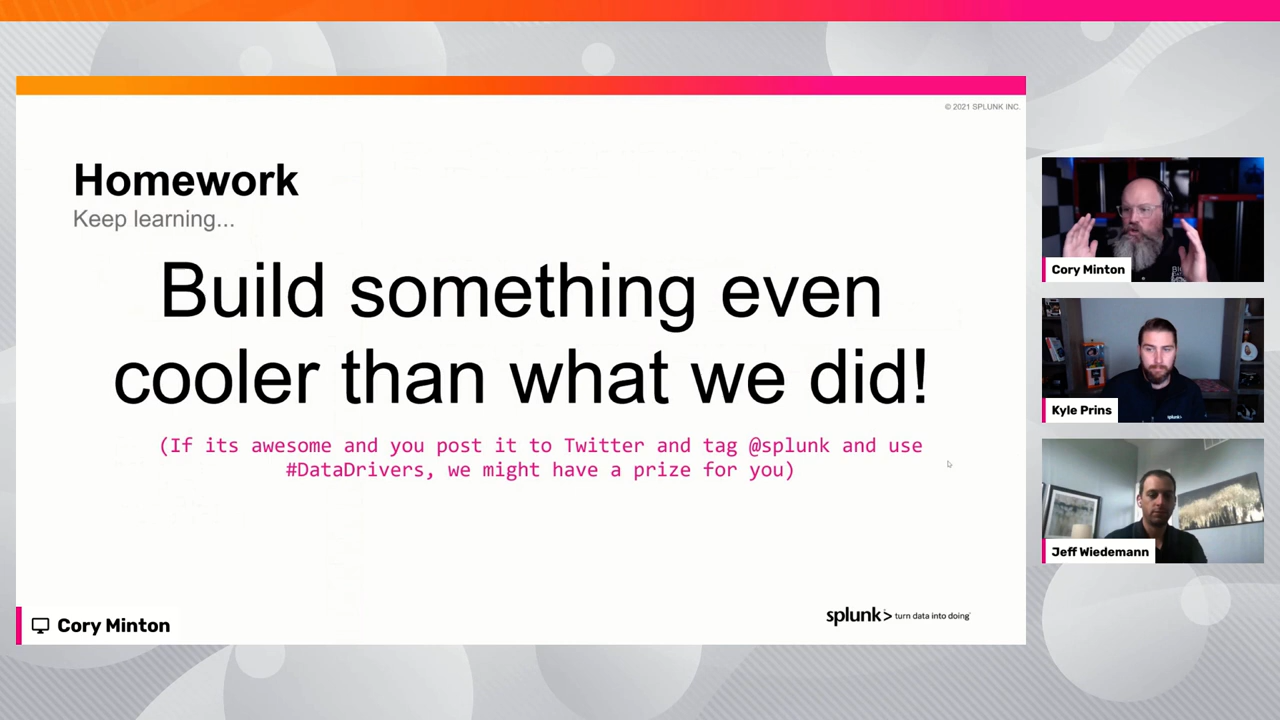 © 2021 SPLUNK INC.
Homework
Keep learning...
Build something even
cooler than what we did!
(If its awesome and you post it to Twitter and tag @splunk and use
#DataDrivers, we might have a prize for you)
splunk> turn data into doing
Cory Minton
Cory Minton
Kyle Prins
splunk>
Jeff Wiedemann